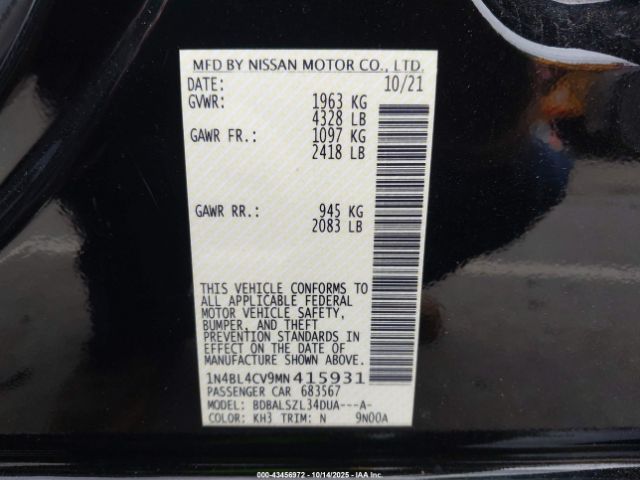 MFD BY NISSAN MOTOR CO., LTD.
DATE: 10/21
GVWR: 1963 KG
4328 LB
GAWR FR.: 1097 KG
2418 LB
GAWR RR.: 945 KG
2083 LB
THIS VEHICLE CONFORMS TO
ALL APPLICABLE FEDERAL
MOTOR VEHICLE SAFETY,
BUMPER, AND THEFT
PREVENTION STANDARDS IN
EFFECT ON THE DATE OF
MANUFACTURE SHOWN ABOVE.
1N4BL4CV9MN415931
PASSENGER CAR 683567
MODEL: BDBALSZL34DUA---A-
COLOR: KH3 TRIM: N 9N00A
000-43456972 - 10/14/2025 - IAA Inc.